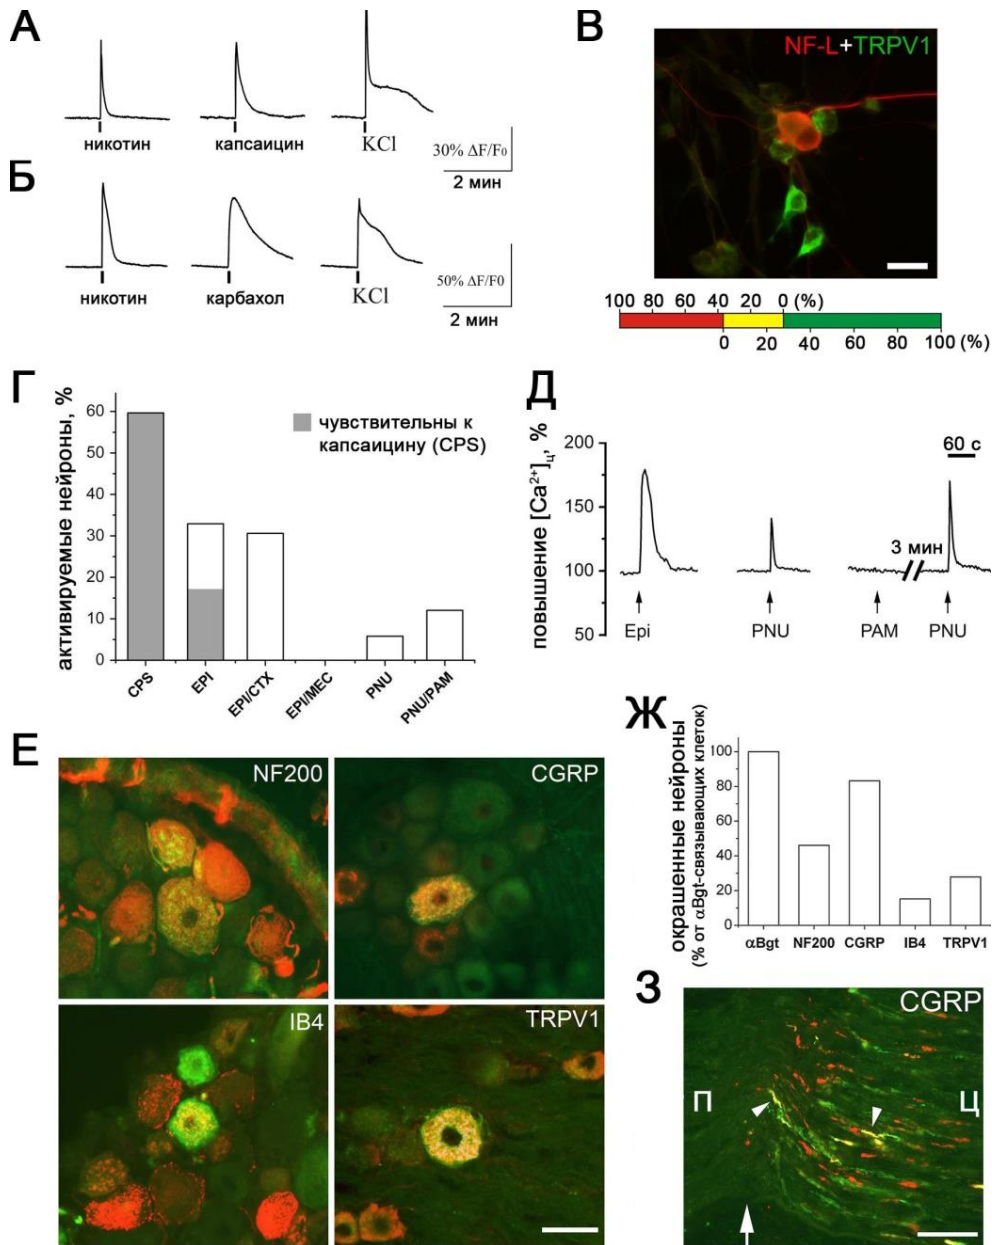 А
никотин
капсаицин
KCl
30% ΔF/F0
2 мин
Б
никотин
карбахол
KCl
50% ΔF/F0
2 мин
В
NF-L+TRPV1
100 80 60 40 20 0 (%)
0 20 40 60 80 100 (%)
Г
активируемые нейроны, %
60
50
40
30
20
10
0
чувствительны к
капсаицину (CPS)
CPS
EPI
EPI/CTX
EPI/MEC
PNU
PNU/PAM
Д
повышение [Ca²⁺]ц, %
200
150
100
50
60 с
3 мин
Epi
PNU
PAM
PNU
Е
NF200
CGRP
IB4
TRPV1
Ж
окрашенные нейроны
(% от αBgt-связывающих клеток)
100
80
60
40
20
0
αBgt
NF200
CGRP
IB4
TRPV1
З
CGRP
П
Ц